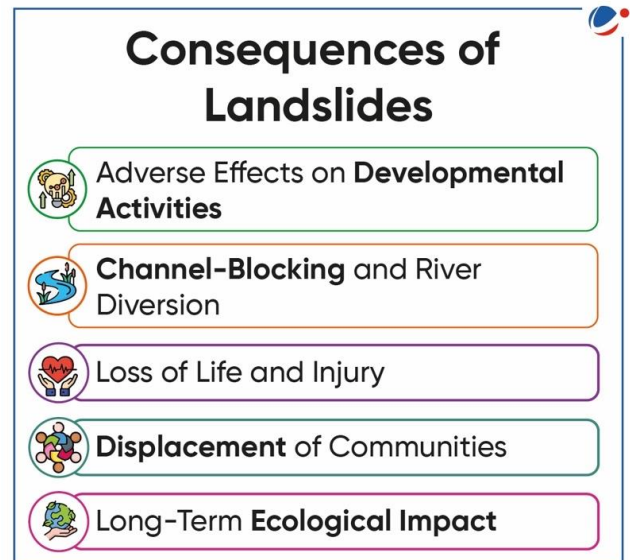 Consequences of
Landslides
Adverse Effects on Developmental
Activities
Channel-Blocking and River
Diversion
Loss of Life and Injury
Displacement of Communities
Long-Term Ecological Impact